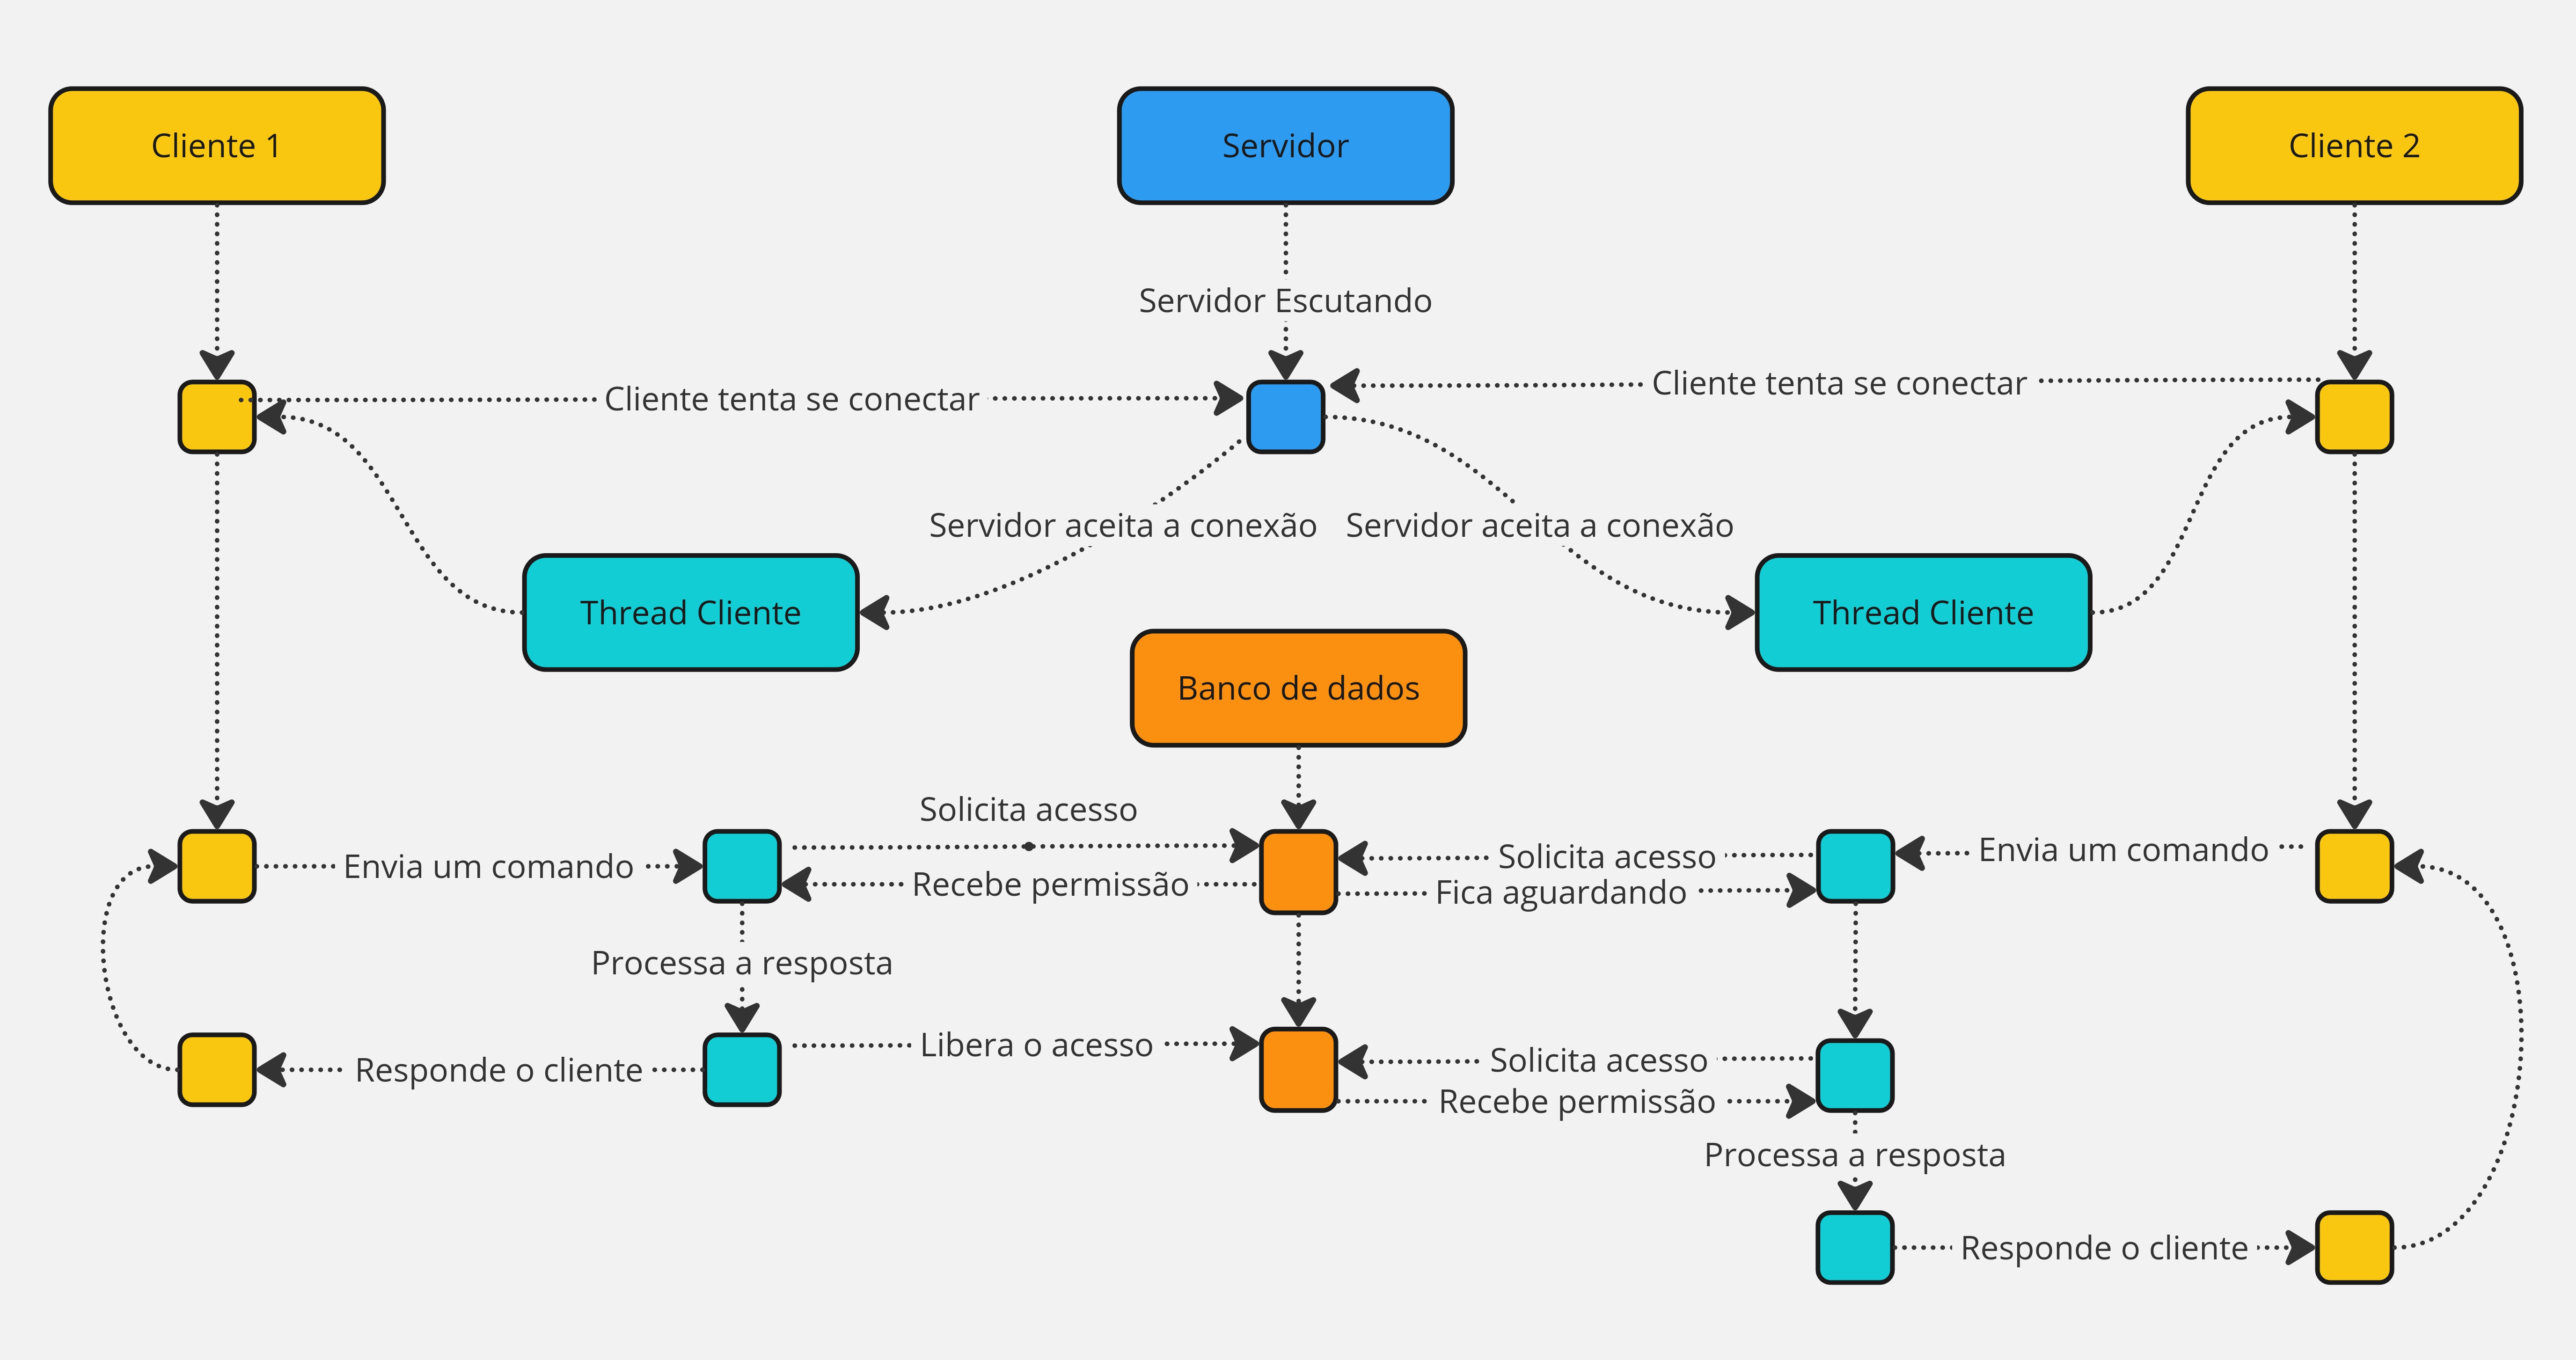 Cliente 1
Servidor
Cliente 2
Servidor Escutando
Cliente tenta se conectar
Cliente tenta se conectar
Servidor aceita a conexão
Servidor aceita a conexão
Thread Cliente
Thread Cliente
Banco de dados
Solicita acesso
Envia um comando
Recebe permissão
Solicita acesso
Fica aguardando
Envia um comando
Processa a resposta
Responde o cliente
Libera o acesso
Solicita acesso
Recebe permissão
Processa a resposta
Responde o cliente